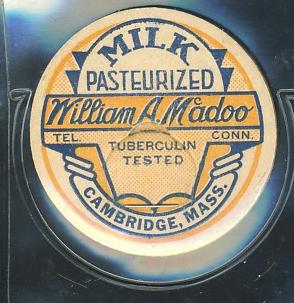 MILK
PASTEURIZED
William A. McAdoo
TEL. CONN.
TUBERCULIN
TESTED
CAMBRIDGE, MASS.